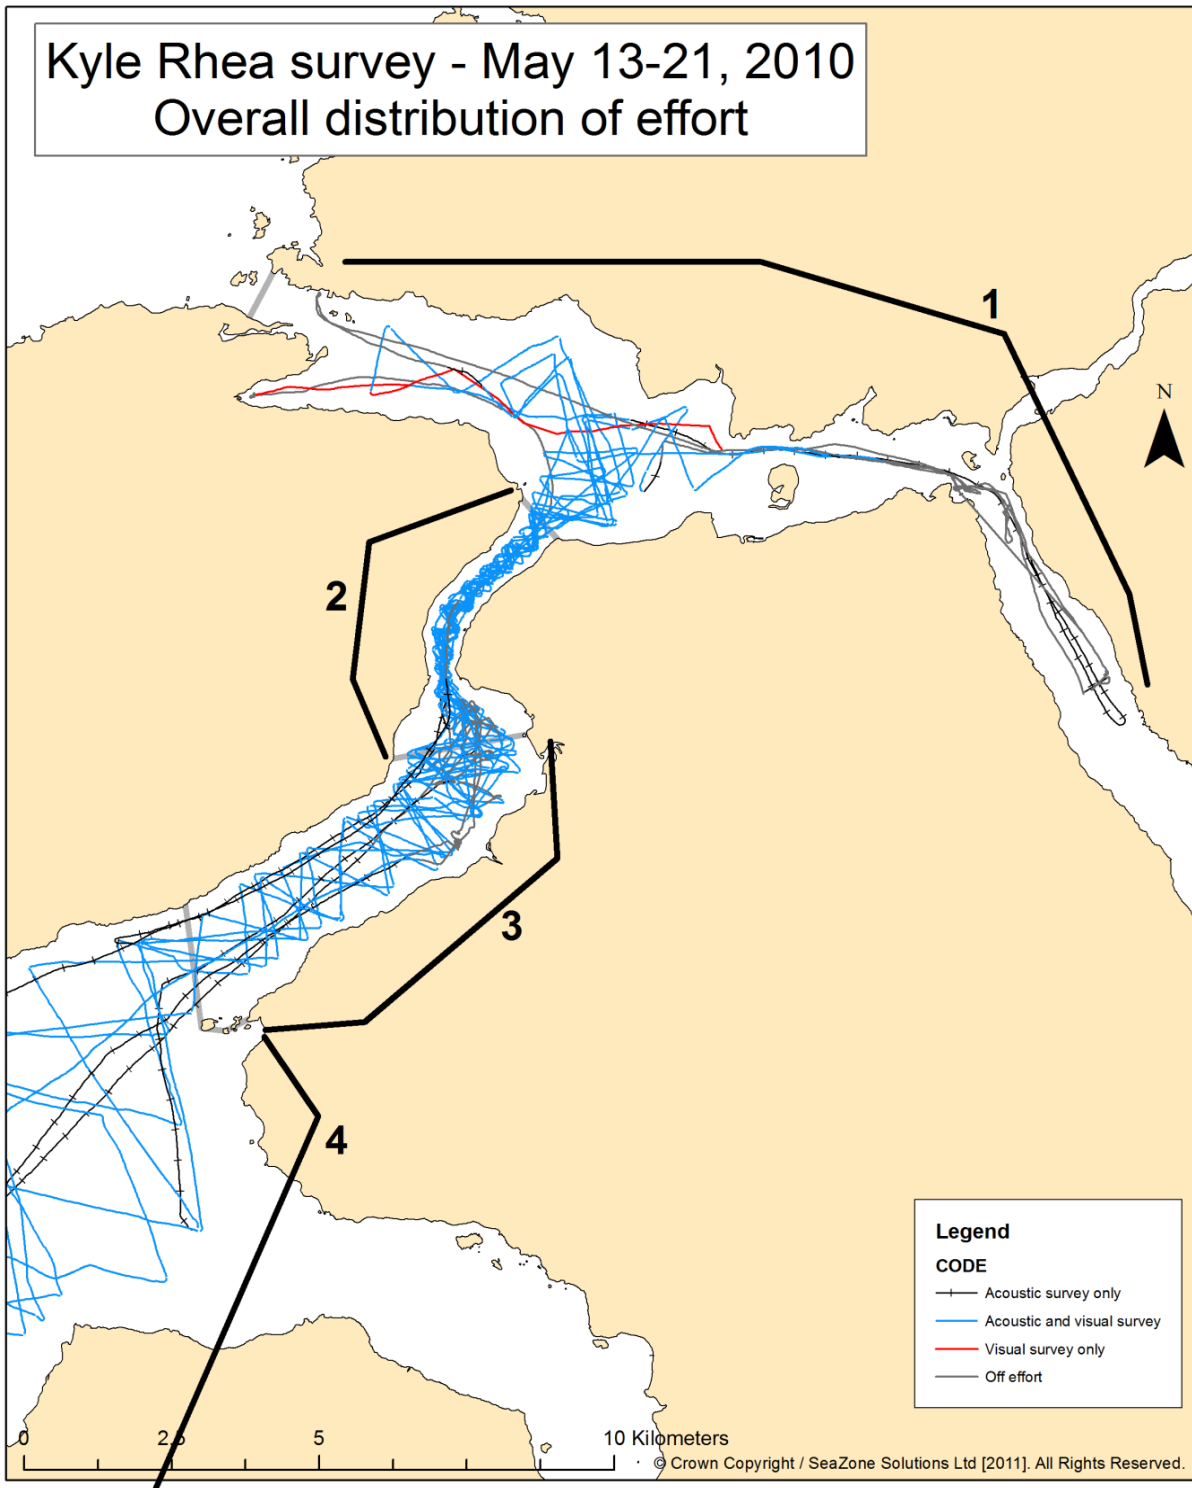 Kyle Rhea survey - May 13-21, 2010
Overall distribution of effort
1
N
2
3
4
Legend
CODE
Acoustic survey only
Acoustic and visual survey
Visual survey only
Off effort
0 2.5 5 10 Kilometers
© Crown Copyright / SeaZone Solutions Ltd [2011]. All Rights Reserved.